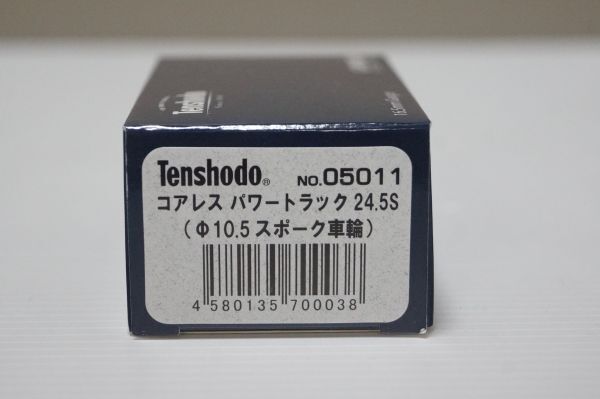 Tenshodo
Tenshodo® NO.05011
コアレス パワートラック 24.5S
(Φ10.5 スポーク車輪)
4 580135 700038